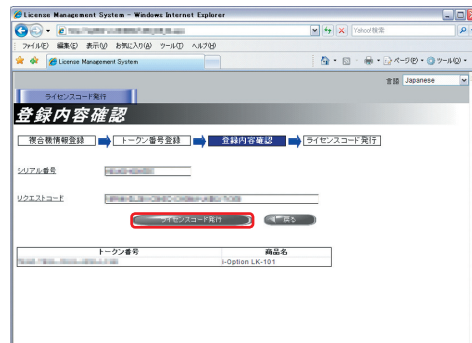 License Management System - Windows Internet Explorer
Yahoo!検索
ファイル(F) 編集(E) 表示(V) お気に入り(A) ツール(T) ヘルプ(H)
License Management System
ページ(P) ツール(O)
言語 Japanese
ライセンスコード発行
登録内容確認
複合機情報登録 トークン番号登録 登録内容確認 ライセンスコード発行
シリアル番号
リクエストコード
ライセンスコード発行 戻る
トークン番号 商品名
i-Option LK-101